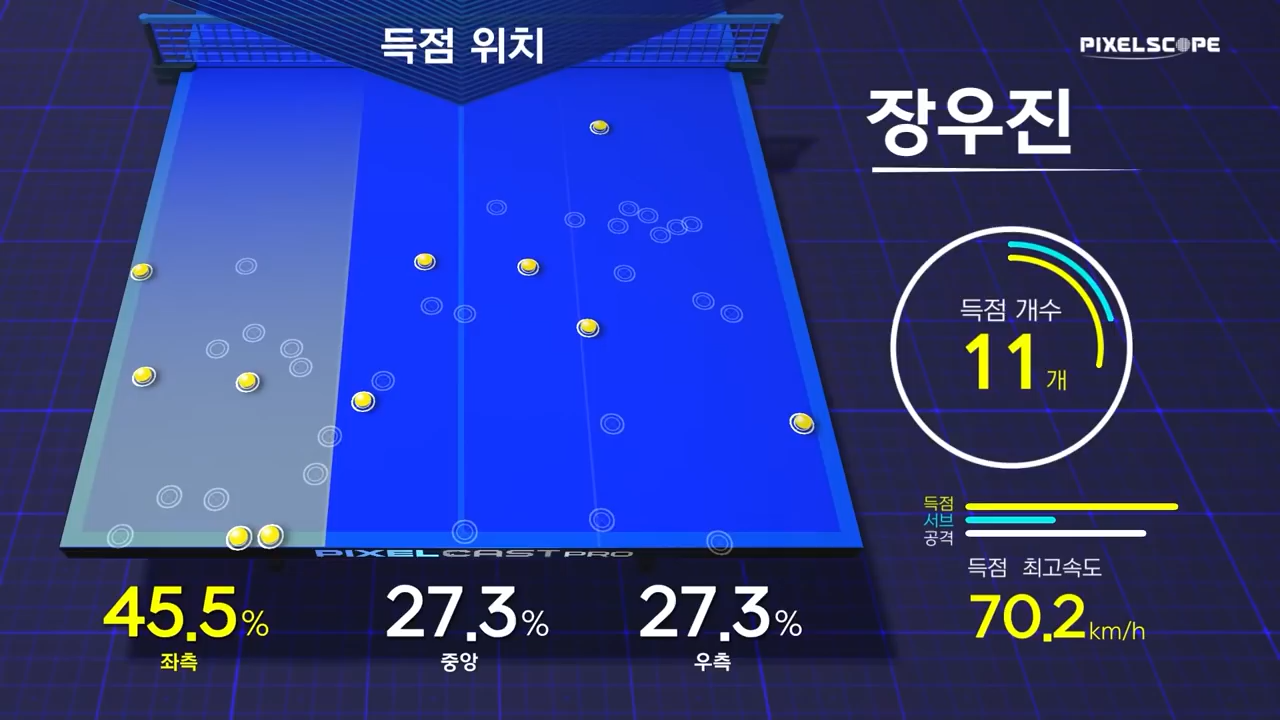 득점 위치
PIXELSCOPE
장우진
득점 개수
11개
득점
서브
공격
득점 최고속도
70.2km/h
PIXELCAST PRO
45.5%
좌측
27.3%
중앙
27.3%
우측